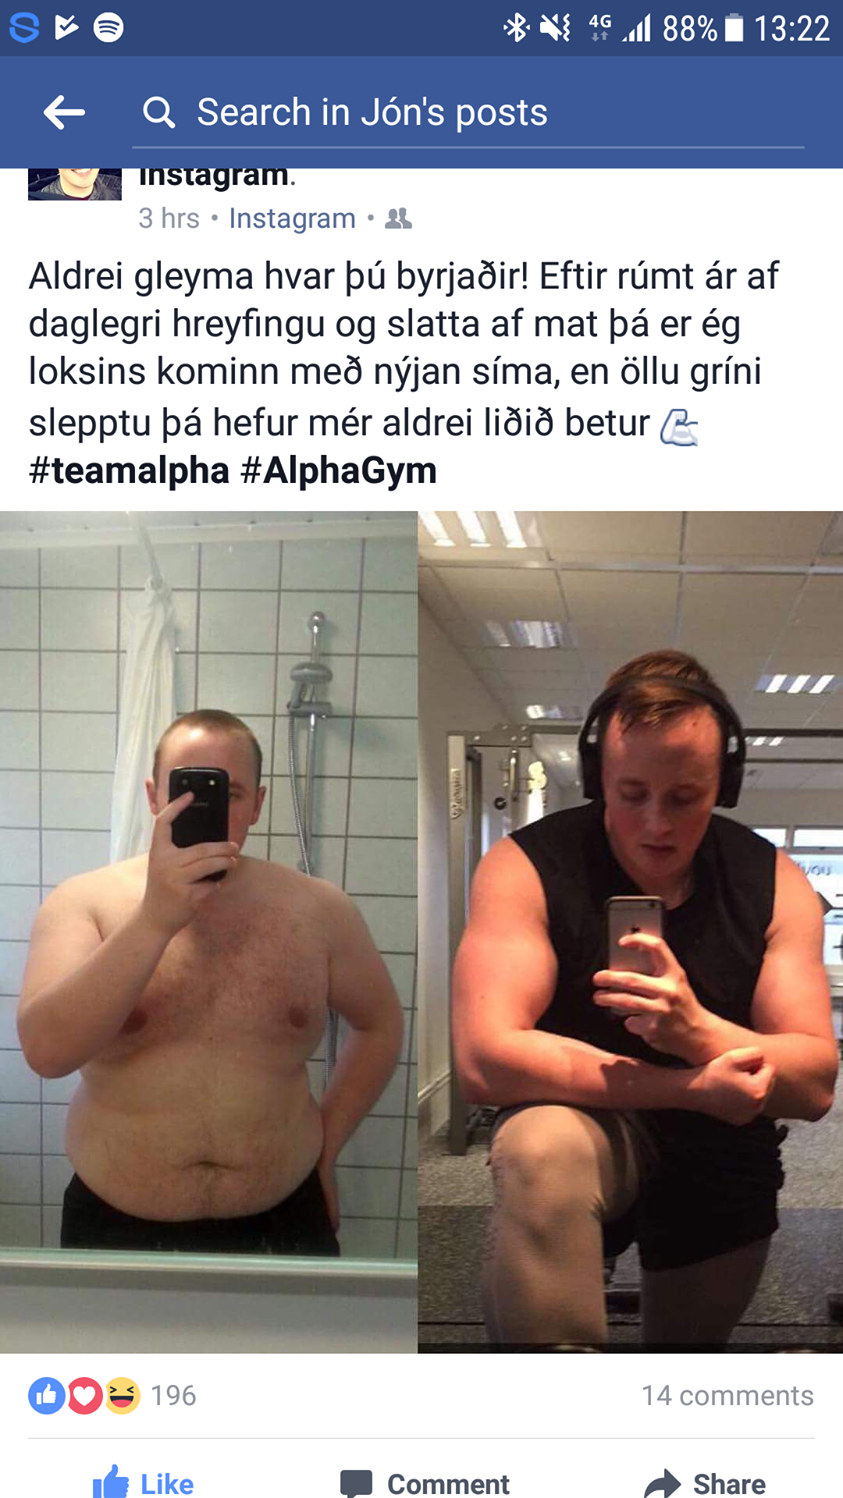 4G 88% 13:22
Search in Jón's posts
Instagram.
3 hrs • Instagram •
Aldrei gleyma hvar þú byrjaðir! Eftir rúmt ár af
daglegri hreyfingu og slatta af mat þá er ég
loksins kominn með nýjan síma, en öllu gríni
slepptu þá hefur mér aldrei liðið betur
#teamalpha #AlphaGym
196 14 comments
Like Comment Share